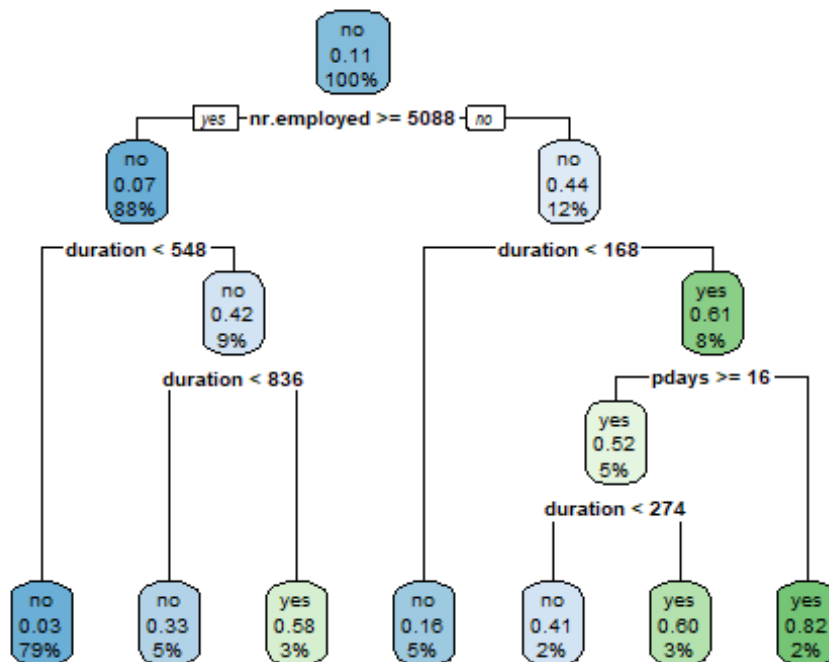 no
0.11
100%
yes nr.employed >= 5088 no
no
0.07
88%
no
0.44
12%
duration < 548
duration < 168
no
0.42
9%
yes
0.61
8%
duration < 836
pdays >= 16
yes
0.52
5%
duration < 274
no
0.03
79%
no
0.33
5%
yes
0.58
3%
no
0.16
5%
no
0.41
2%
yes
0.60
3%
yes
0.82
2%